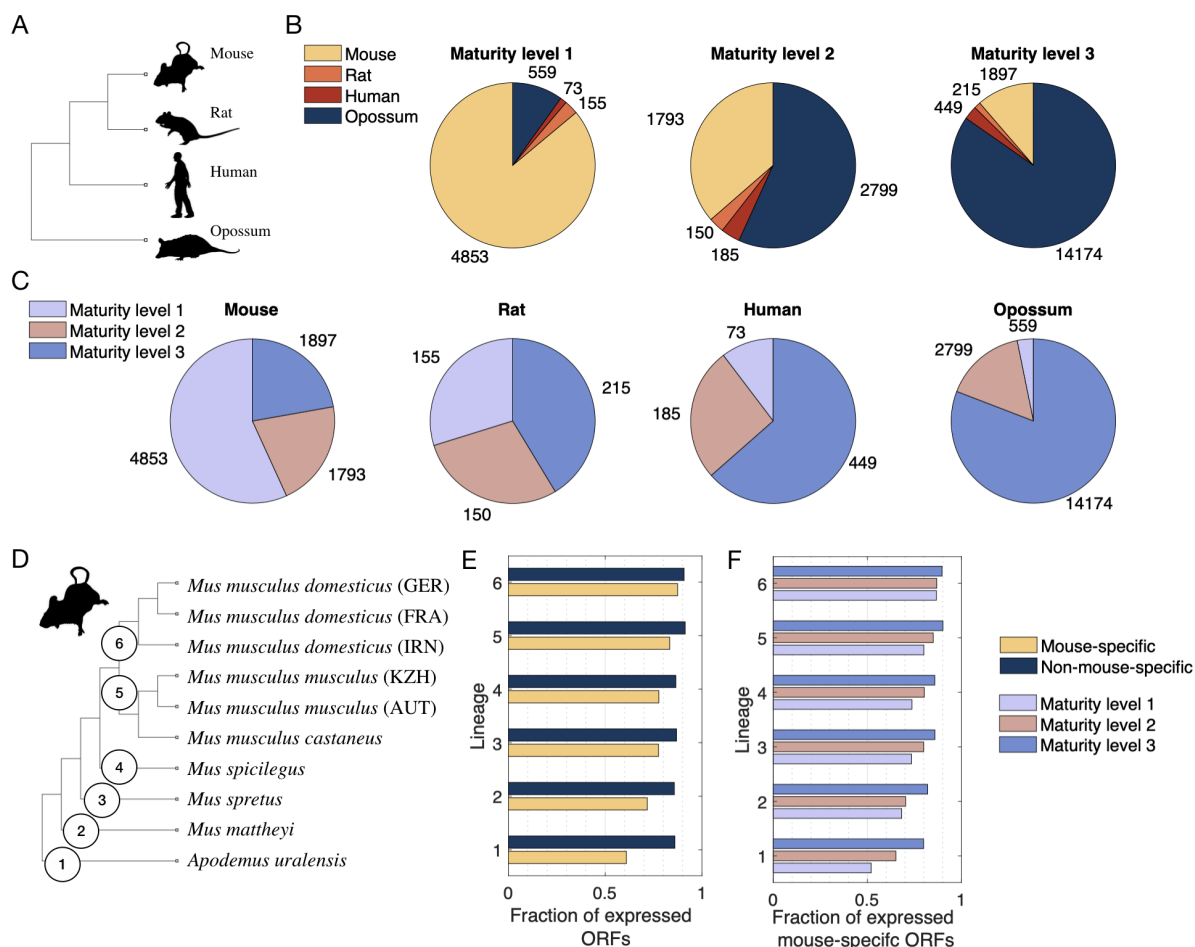 A
Mouse
Rat
Human
Opossum
B
Mouse
Rat
Human
Opossum
Maturity level 1
559
73
155
4853
Maturity level 2
1793
2799
150
185
Maturity level 3
1897
215
449
14174
C
Maturity level 1
Maturity level 2
Maturity level 3
Mouse
1897
4853
1793
Rat
155
215
150
Human
73
185
449
Opossum
559
2799
14174
D
Mus musculus domesticus (GER)
Mus musculus domesticus (FRA)
6
Mus musculus domesticus (IRN)
Mus musculus musculus (KZH)
5
Mus musculus musculus (AUT)
Mus musculus castaneus
4
Mus spicilegus
3
Mus spretus
2
Mus mattheyi
1
Apodemus uralensis
E
Lineage
6
5
4
3
2
1
0
0.5
1
Fraction of expressed
ORFs
F
Lineage
6
5
4
3
2
1
0
0.5
1
Fraction of expressed
mouse-specifc ORFs
Mouse-specific
Non-mouse-specific
Maturity level 1
Maturity level 2
Maturity level 3